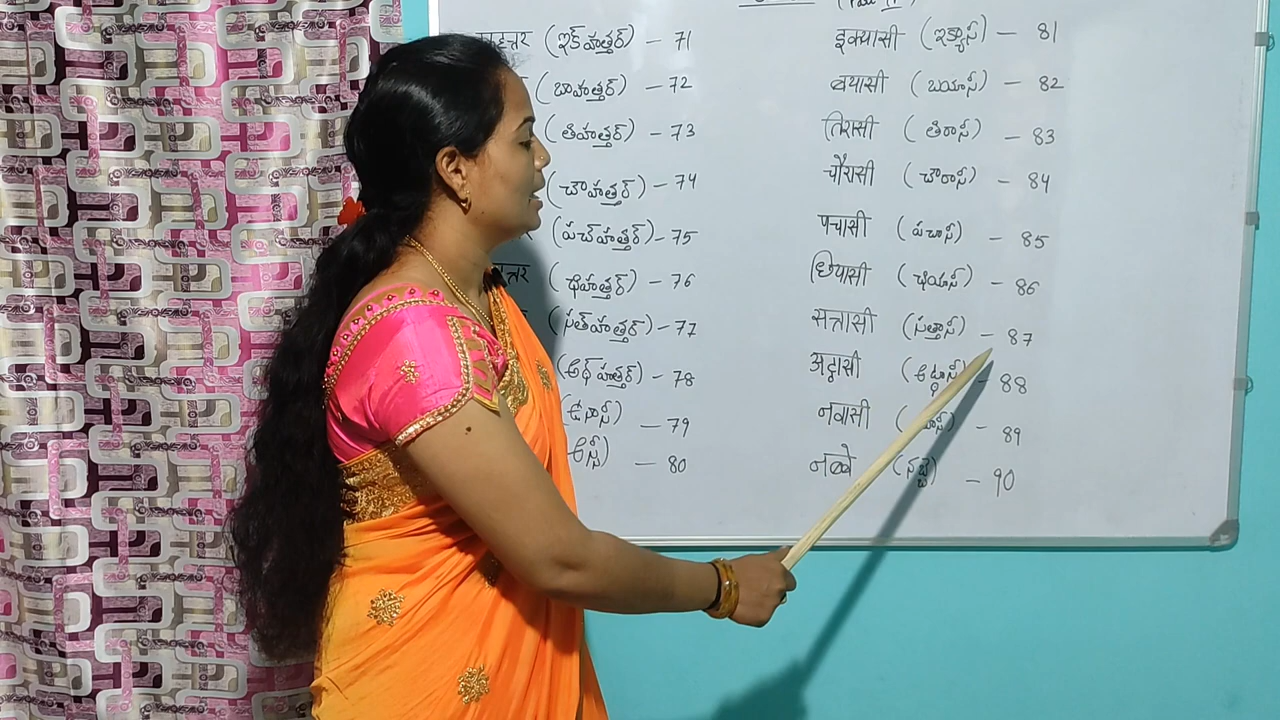 (ఇక్‌హత్తర్) – 71
(బాహత్తర్) – 72
(తిహత్తర్) – 73
(చౌహత్తర్) – 74
(పచ్‌హత్తర్) – 75
(ఛిహత్తర్) – 76
(సత్‌హత్తర్) – 77
(అఠ్‌హత్తర్) – 78
– 79
– 80
इक्यासी (ఇక్యాసీ) – 81
बयासी (బయాసీ) – 82
तिरासी (తిరాసీ) – 83
चौरासी (చౌరాసీ) – 84
पचासी (పచాసీ) – 85
छियासी (ఛియాసీ) – 86
सत्तासी (సత్తాసీ) – 87
अट्ठासी – 88
नवासी – 89
नब्बे (నబ్బే) – 90